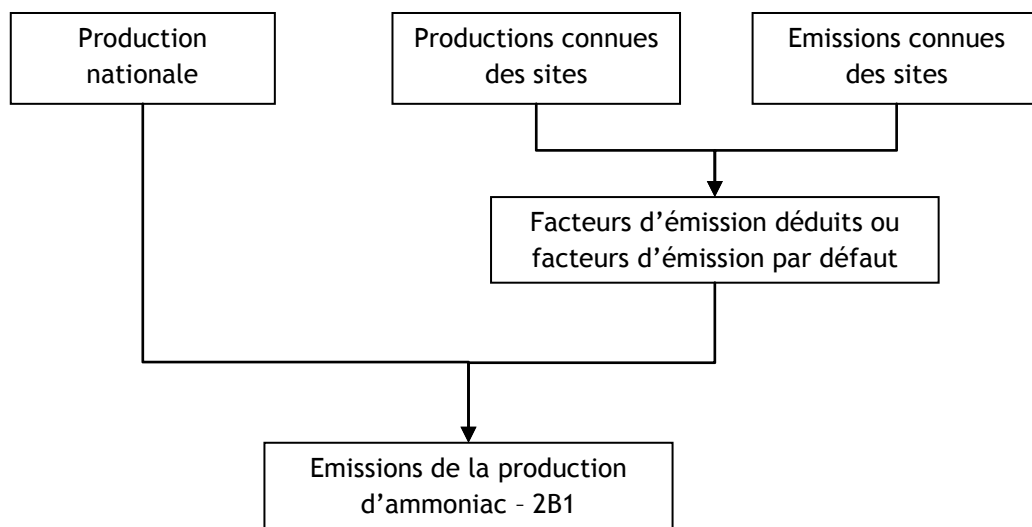 Production
nationale
Productions connues
des sites
Emissions connues
des sites
Facteurs d’émission déduits ou
facteurs d’émission par défaut
Emissions de la production
d’ammoniac – 2B1